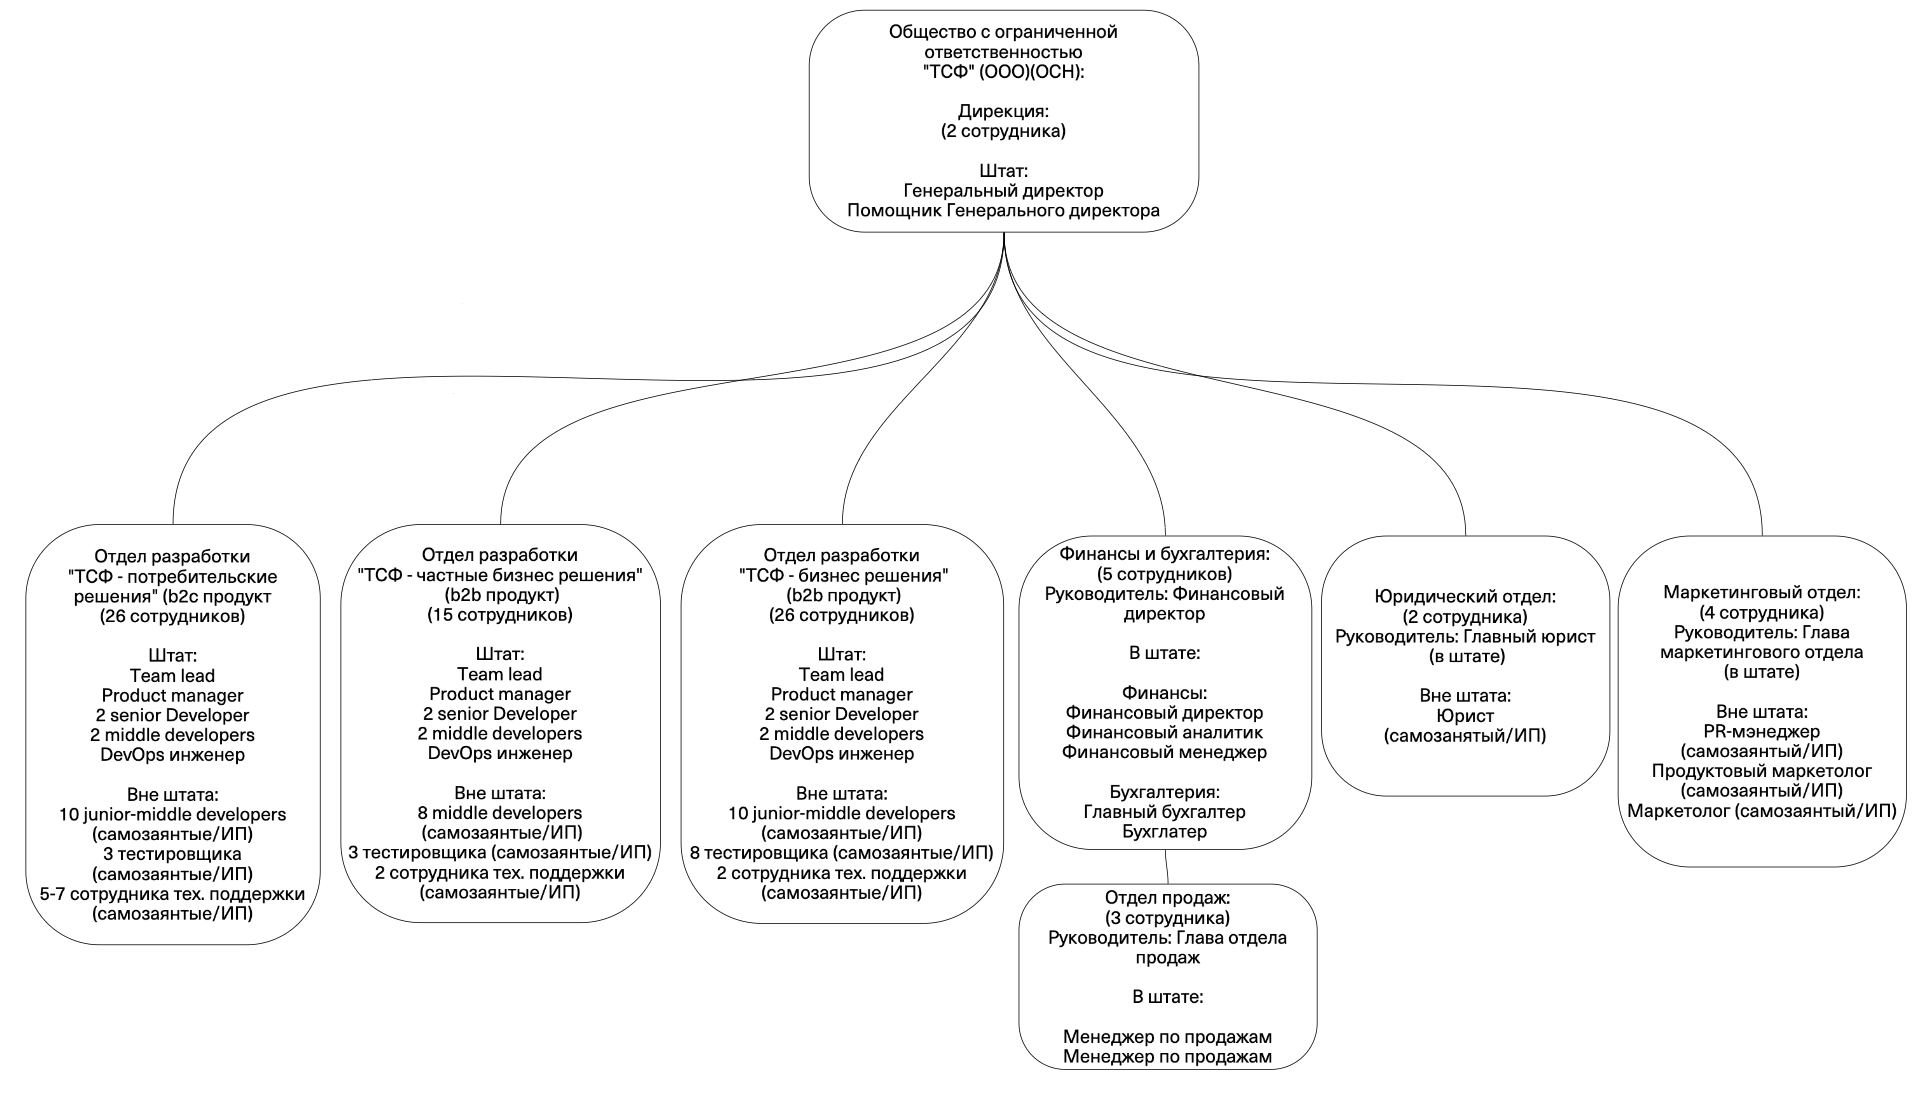 Общество с ограниченной
ответственностью
"ТСФ" (ООО)(ОСН):
Дирекция:
(2 сотрудника)
Штат:
Генеральный директор
Помощник Генерального директора
Отдел разработки
"ТСФ - потребительские
решения" (b2c продукт
(26 сотрудников)
Штат:
Team lead
Product manager
2 senior Developer
2 middle developers
DevOps инженер
Вне штата:
10 junior-middle developers
(самозаянтые/ИП)
3 тестировщика
(самозаянтые/ИП)
5-7 сотрудника тех. поддержки
(самозаянтые/ИП)
Отдел разработки
"ТСФ - частные бизнес решения"
(b2b продукт)
(15 сотрудников)
Штат:
Team lead
Product manager
2 senior Developer
2 middle developers
DevOps инженер
Вне штата:
8 middle developers
(самозаянтые/ИП)
3 тестировщика (самозаянтые/ИП)
2 сотрудника тех. поддержки
(самозаянтые/ИП)
Отдел разработки
"ТСФ - бизнес решения"
(b2b продукт)
(26 сотрудников)
Штат:
Team lead
Product manager
2 senior Developer
2 middle developers
DevOps инженер
Вне штата:
10 junior-middle developers
(самозаянтые/ИП)
8 тестировщика (самозаянтые/ИП)
2 сотрудника тех. поддержки
(самозаянтые/ИП)
Финансы и бухгалтерия:
(5 сотрудников)
Руководитель: Финансовый
директор
В штате:
Финансы:
Финансовый директор
Финансовый аналитик
Финансовый менеджер
Бухгалтерия:
Главный бухгалтер
Бухглатер
Отдел продаж:
(3 сотрудника)
Руководитель: Глава отдела
продаж
В штате:
Менеджер по продажам
Менеджер по продажам
Юридический отдел:
(2 сотрудника)
Руководитель: Главный юрист
(в штате)
Вне штата:
Юрист
(самозанятый/ИП)
Маркетинговый отдел:
(4 сотрудника)
Руководитель: Глава
маркетингового отдела
(в штате)
Вне штата:
PR-мэнеджер
(самозаянтый/ИП)
Продуктовый маркетолог
(самозаянтый/ИП)
Маркетолог (самозаянтый/ИП)